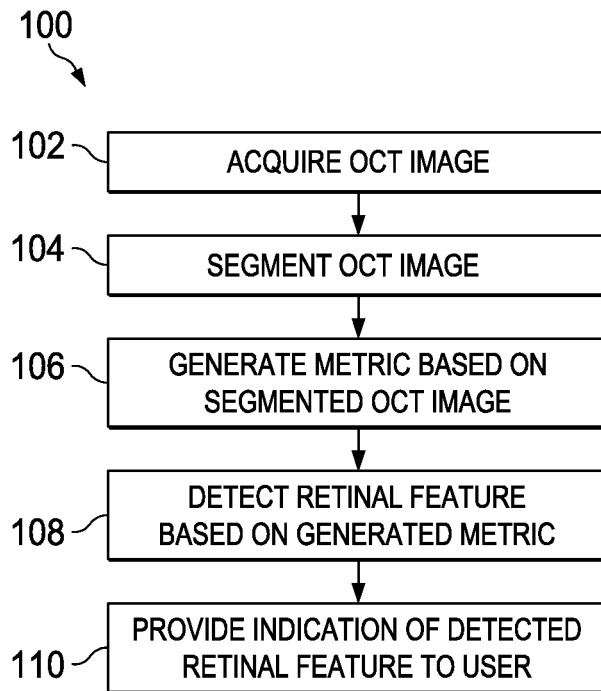 100
102
ACQUIRE OCT IMAGE
104
SEGMENT OCT IMAGE
106
GENERATE METRIC BASED ON
SEGMENTED OCT IMAGE
108
DETECT RETINAL FEATURE
BASED ON GENERATED METRIC
110
PROVIDE INDICATION OF DETECTED
RETINAL FEATURE TO USER